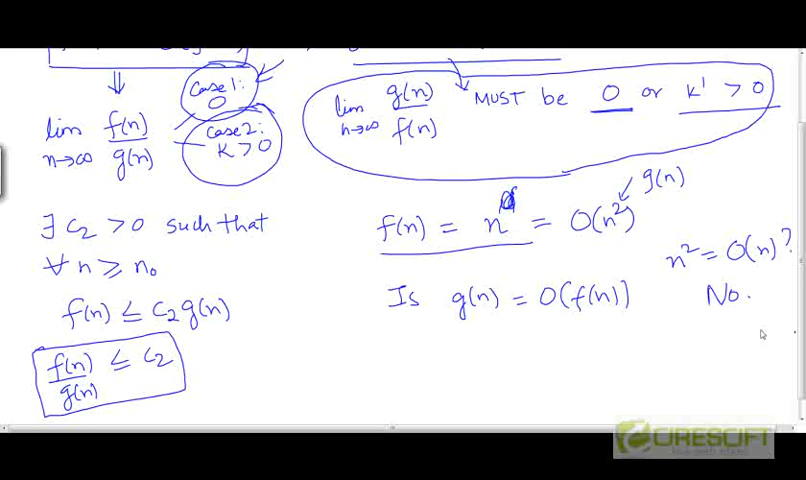 Case 1:
0
lim f(n)
n→∞ g(n)
Case 2:
K > 0
lim g(n) MUST be 0 or K' > 0
n→∞ f(n)
∃ C2 > 0 such that
∀ n ≥ n0
f(n) ≤ C2 g(n)
f(n) ≤ C2
g(n)
f(n) = n = O(n²)
g(n)
n² = O(n)?
Is g(n) = O(f(n))
No.
CIRESOFT